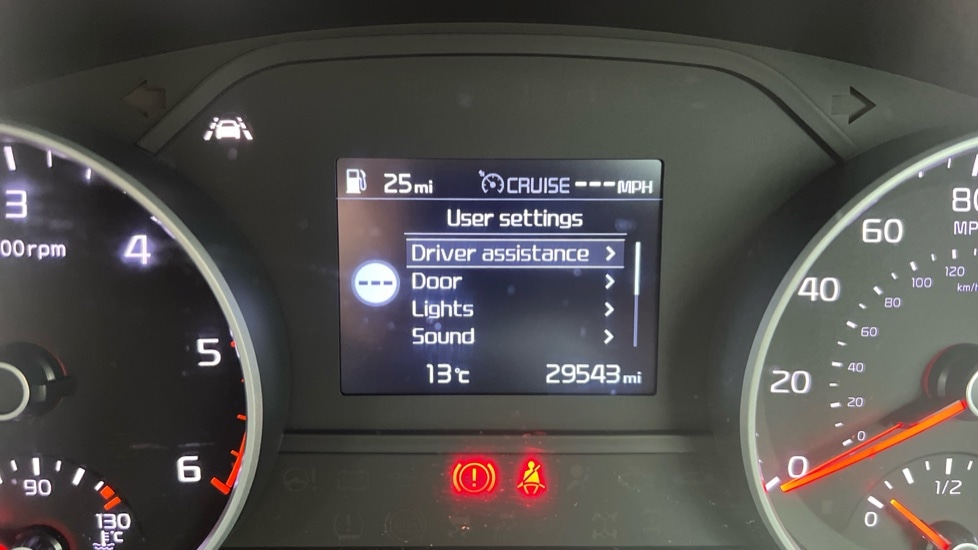 25mi CRUISE ---MPH
User settings
Driver assistance >
Door >
Lights >
Sound >
13°c 29543mi
3
00rpm
4
5
6
90
130
°C
0
20
40
60
80
MP
0
20
40
60
80
100
120
km/h
0
1/2